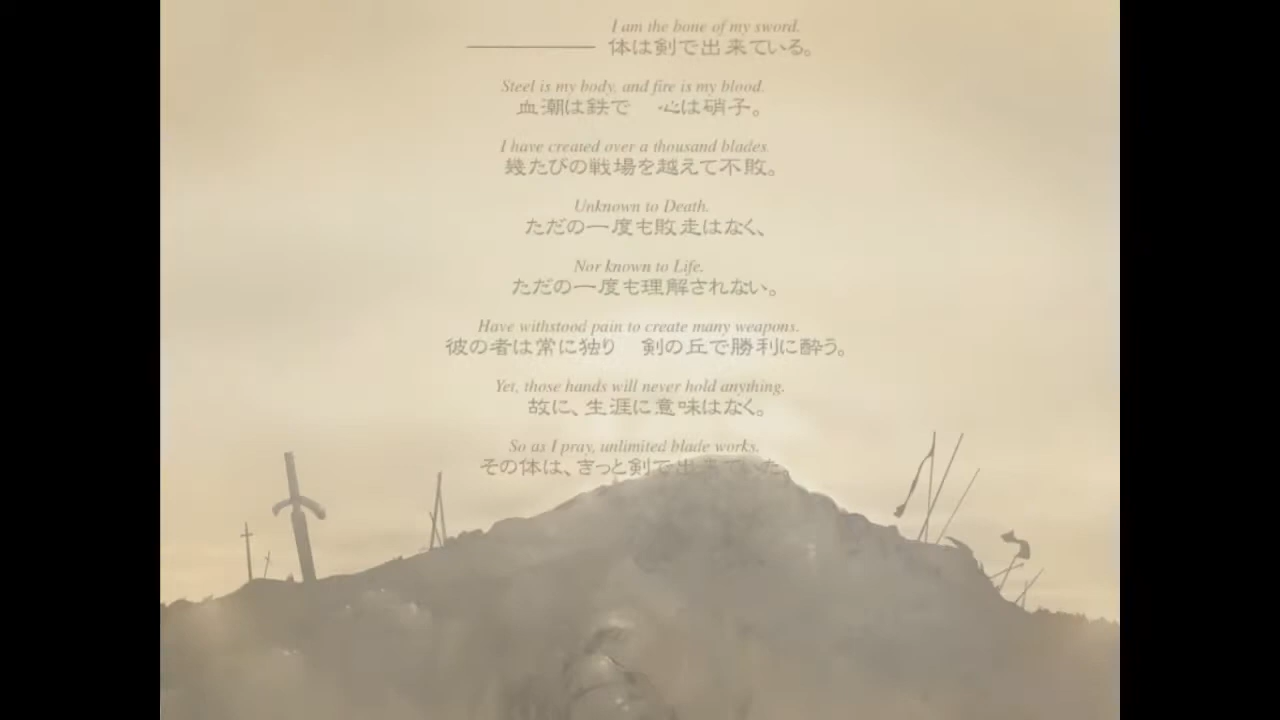 I am the bone of my sword.
――――体は剣で出来ている。
Steel is my body, and fire is my blood.
血潮は鉄で　心は硝子。
I have created over a thousand blades.
幾たびの戦場を越えて不敗。
Unknown to Death.
ただの一度も敗走はなく、
Nor known to Life.
ただの一度も理解されない。
Have withstood pain to create many weapons.
彼の者は常に独り　剣の丘で勝利に酔う。
Yet, those hands will never hold anything.
故に、生涯に意味はなく。
So as I pray, unlimited blade works.
その体は、きっと剣で出来ていた。